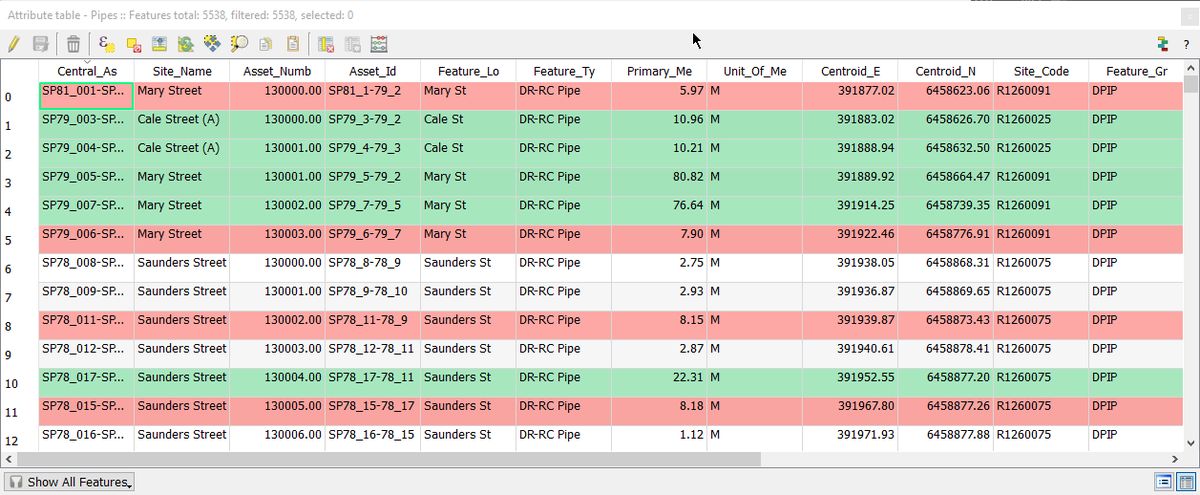 Attribute table - Pipes :: Features total: 5538, filtered: 5538, selected: 0
Central_As Site_Name Asset_Numb Asset_Id Feature_Lo Feature_Ty Primary_Me Unit_Of_Me Centroid_E Centroid_N Site_Code Feature_Gr
0 SP81_001-SP... Mary Street 130000.00 SP81_1-79_2 Mary St DR-RC Pipe 5.97 M 391877.02 6458623.06 R1260091 DPIP
1 SP79_003-SP... Cale Street (A) 130000.00 SP79_3-79_2 Cale St DR-RC Pipe 10.96 M 391883.02 6458626.70 R1260025 DPIP
2 SP79_004-SP... Cale Street (A) 130001.00 SP79_4-79_3 Cale St DR-RC Pipe 10.21 M 391888.94 6458632.50 R1260025 DPIP
3 SP79_005-SP... Mary Street 130001.00 SP79_5-79_2 Mary St DR-RC Pipe 80.82 M 391889.92 6458664.47 R1260091 DPIP
4 SP79_007-SP... Mary Street 130002.00 SP79_7-79_5 Mary St DR-RC Pipe 76.64 M 391914.25 6458739.35 R1260091 DPIP
5 SP79_006-SP... Mary Street 130003.00 SP79_6-79_7 Mary St DR-RC Pipe 7.90 M 391922.46 6458776.91 R1260091 DPIP
6 SP78_008-SP... Saunders Street 130000.00 SP78_8-78_9 Saunders St DR-RC Pipe 2.75 M 391938.05 6458868.31 R1260075 DPIP
7 SP78_009-SP... Saunders Street 130001.00 SP78_9-78_10 Saunders St DR-RC Pipe 2.93 M 391936.87 6458869.65 R1260075 DPIP
8 SP78_011-SP... Saunders Street 130002.00 SP78_11-78_9 Saunders St DR-RC Pipe 8.15 M 391939.87 6458873.43 R1260075 DPIP
9 SP78_012-SP... Saunders Street 130003.00 SP78_12-78_11 Saunders St DR-RC Pipe 2.87 M 391940.61 6458878.41 R1260075 DPIP
10 SP78_017-SP... Saunders Street 130004.00 SP78_17-78_11 Saunders St DR-RC Pipe 22.31 M 391952.55 6458877.20 R1260075 DPIP
11 SP78_015-SP... Saunders Street 130005.00 SP78_15-78_17 Saunders St DR-RC Pipe 8.18 M 391967.80 6458877.26 R1260075 DPIP
12 SP78_016-SP... Saunders Street 130006.00 SP78_16-78_15 Saunders St DR-RC Pipe 1.12 M 391971.93 6458877.88 R1260075 DPIP
Show All Features